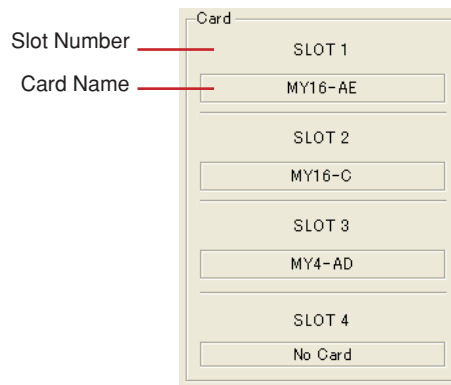 Card
Slot Number
SLOT 1
Card Name
MY16-AE
SLOT 2
MY16-C
SLOT 3
MY4-AD
SLOT 4
No Card